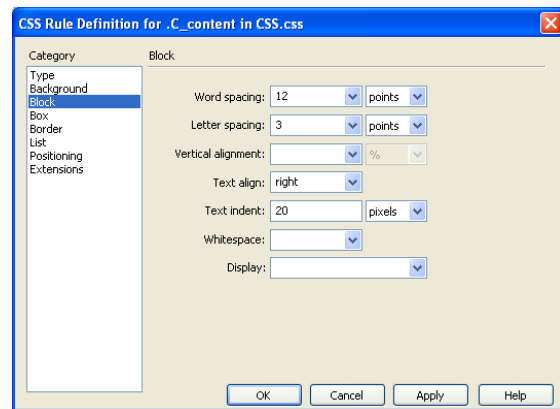 CSS Rule Definition for .C_content in CSS.css
Category
Block
Type
Background
Block
Box
Border
List
Positioning
Extensions
Word spacing: 12 points
Letter spacing: 3 points
Vertical alignment: %
Text align: right
Text indent: 20 pixels
Whitespace:
Display:
OK Cancel Apply Help